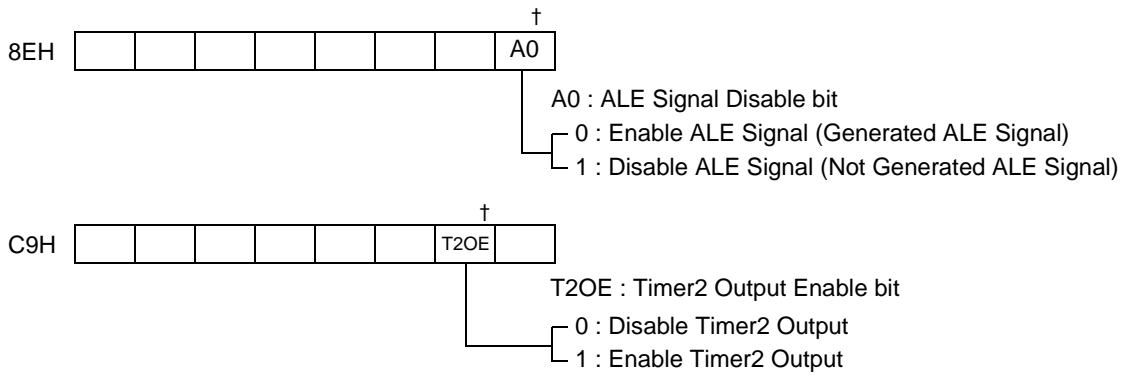 †
8EH A0
A0 : ALE Signal Disable bit
0 : Enable ALE Signal (Generated ALE Signal)
1 : Disable ALE Signal (Not Generated ALE Signal)
†
C9H T2OE
T2OE : Timer2 Output Enable bit
0 : Disable Timer2 Output
1 : Enable Timer2 Output